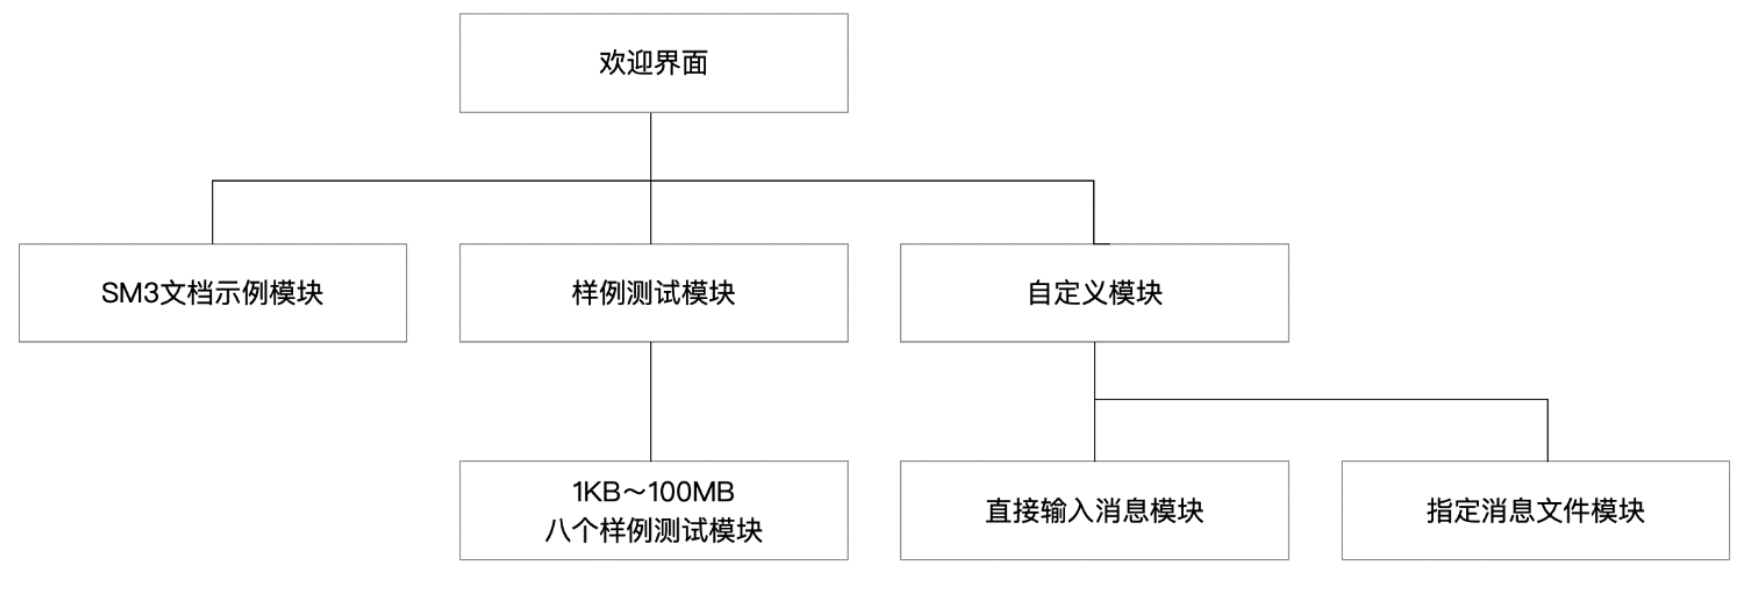 欢迎界面
SM3文档示例模块
样例测试模块
自定义模块
1KB～100MB
八个样例测试模块
直接输入消息模块
指定消息文件模块